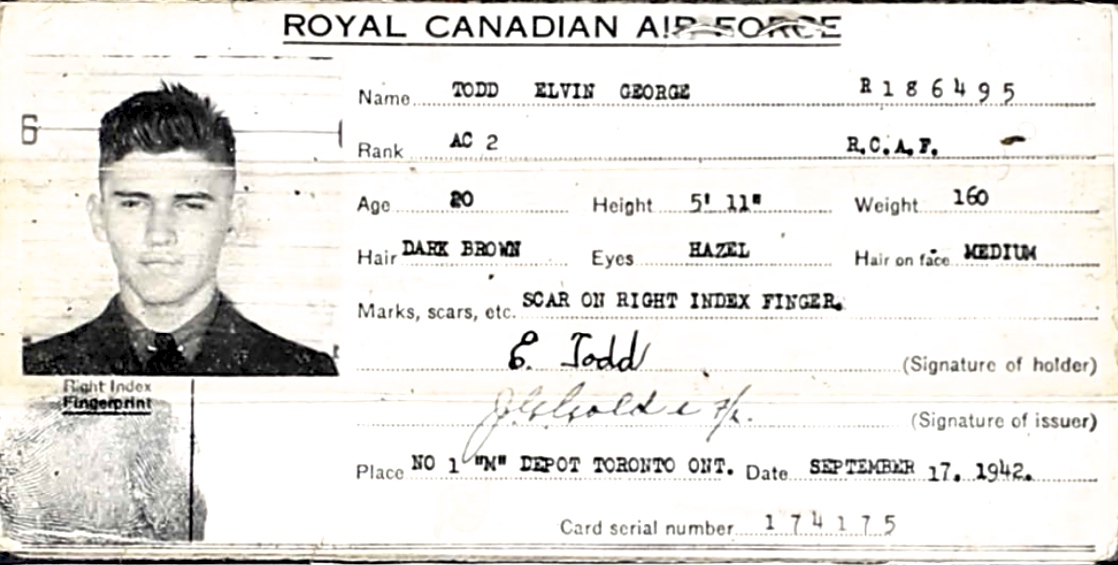 ROYAL CANADIAN AIR FORCE
Name TODD ELVIN GEORGE R186495
Rank AC 2 R.C.A.F.
Age 20 Height 5' 11" Weight 160
Hair DARK BROWN Eyes HAZEL Hair on face MEDIUM
Marks, scars, etc. SCAR ON RIGHT INDEX FINGER.
E. Todd (Signature of holder)
(Signature of issuer)
Place NO 1 "M" DEPOT TORONTO ONT. Date SEPTEMBER 17. 1942.
Card serial number 174175
6
Right Index
Fingerprint